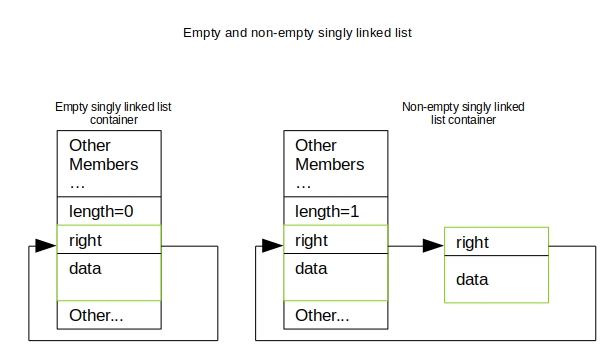 Empty and non-empty singly linked list
Empty singly linked list
container
Other
Members
...
length=0
right
data
Other...
Non-empty singly linked
list container
Other
Members
...
length=1
right
data
Other...
right
data